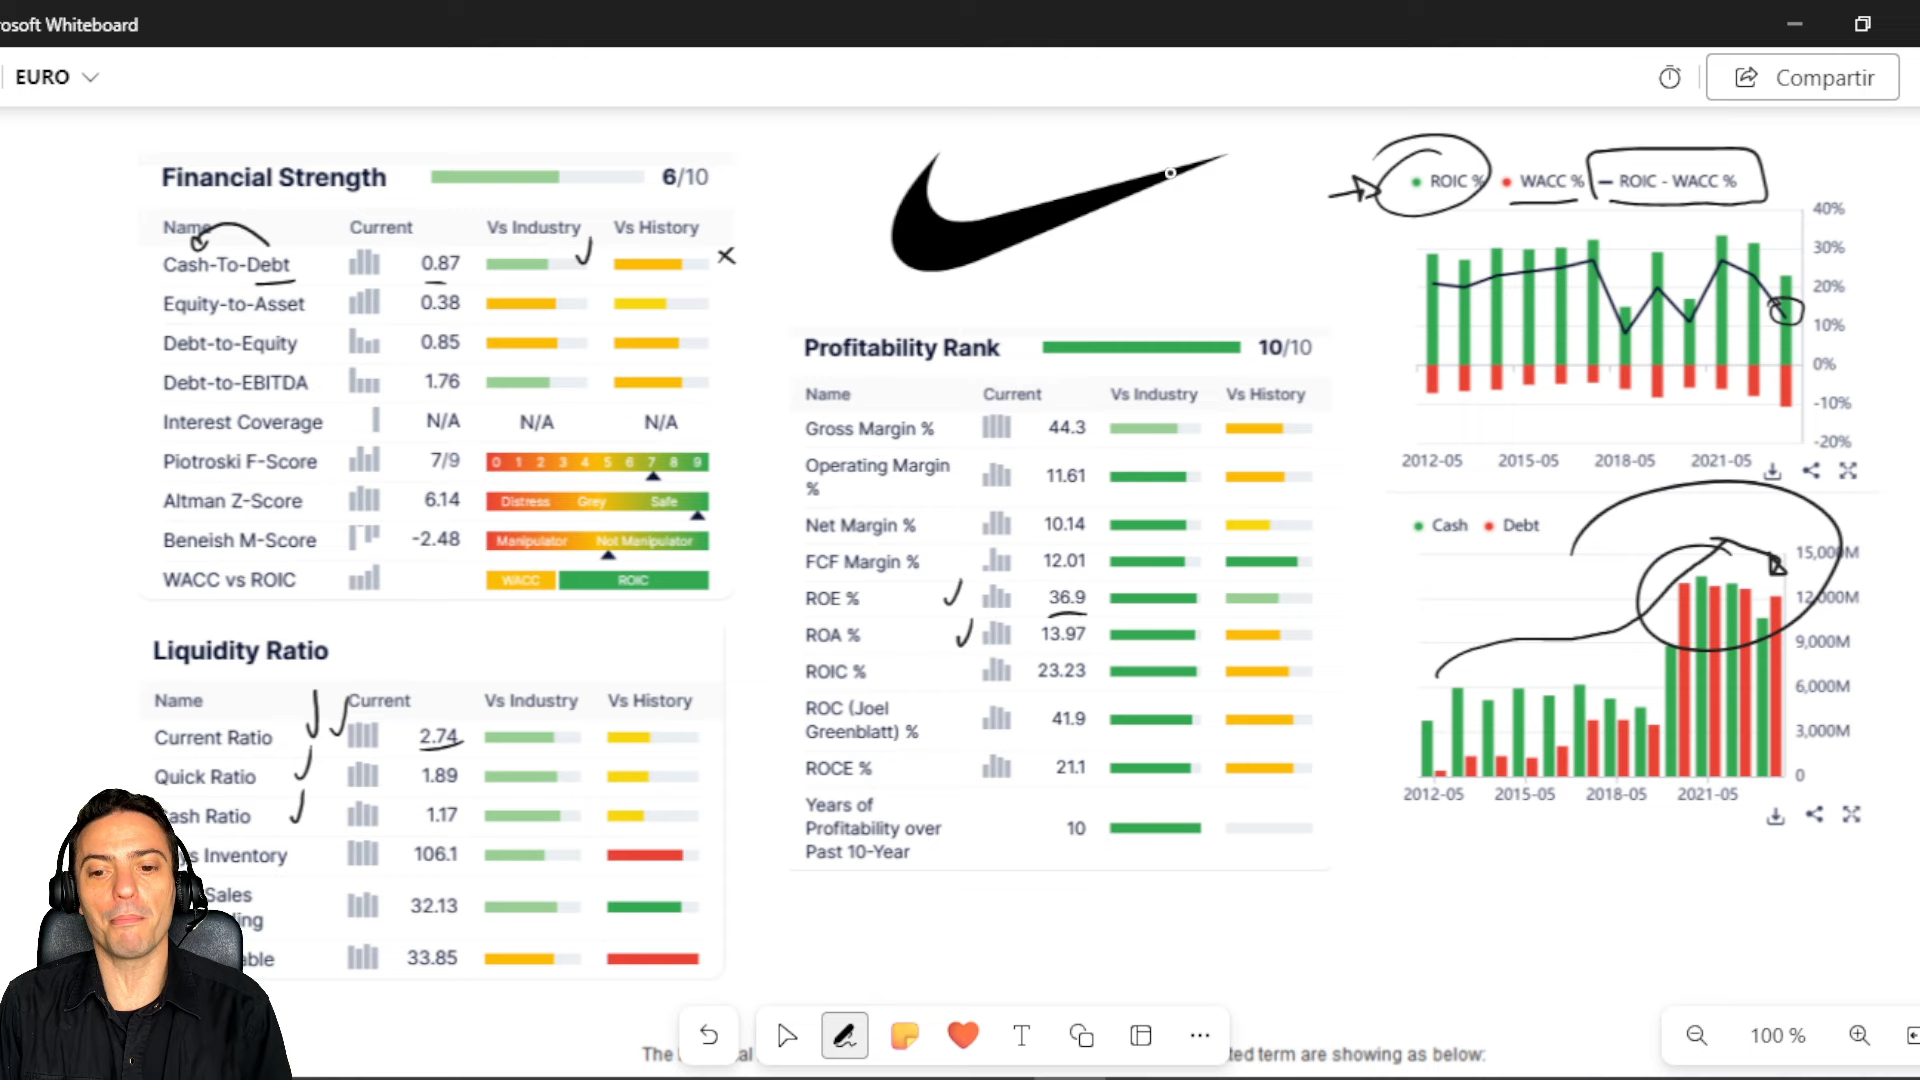 rosoft Whiteboard
EURO
Compartir
Financial Strength 6/10
Name Current Vs Industry Vs History
Cash-To-Debt 0.87
Equity-to-Asset 0.38
Debt-to-Equity 0.85
Debt-to-EBITDA 1.76
Interest Coverage N/A N/A N/A
Piotroski F-Score 7/9 0 1 2 3 4 5 6 7 8 9
Altman Z-Score 6.14 Distress Grey Safe
Beneish M-Score -2.48 Manipulator Not Manipulator
WACC vs ROIC WACC ROIC
Liquidity Ratio
Name Current Vs Industry Vs History
Current Ratio 2.74
Quick Ratio 1.89
ash Ratio 1.17
s Inventory 106.1
Sales
ing 32.13
able 33.85
Profitability Rank 10/10
Name Current Vs Industry Vs History
Gross Margin % 44.3
Operating Margin
% 11.61
Net Margin % 10.14
FCF Margin % 12.01
ROE % 36.9
ROA % 13.97
ROIC % 23.23
ROC (Joel
Greenblatt) % 41.9
ROCE % 21.1
Years of
Profitability over 10
Past 10-Year
ROIC % WACC % ROIC - WACC %
40%
30%
20%
10%
0%
-10%
-20%
2012-05 2015-05 2018-05 2021-05
Cash Debt
15,000M
12,000M
9,000M
6,000M
3,000M
0
2012-05 2015-05 2018-05 2021-05
The al ted term are showing as below:
100 %